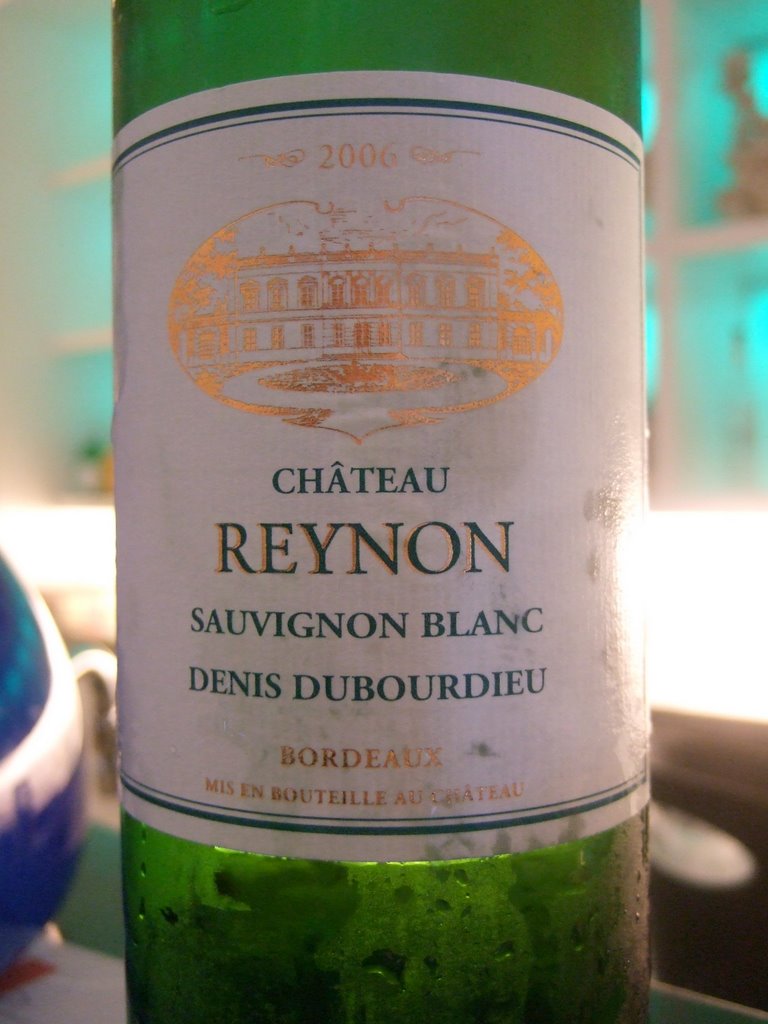 2006
CHÂTEAU
REYNON
SAUVIGNON BLANC
DENIS DUBOURDIEU
BORDEAUX
MIS EN BOUTEILLE AU CHÂTEAU